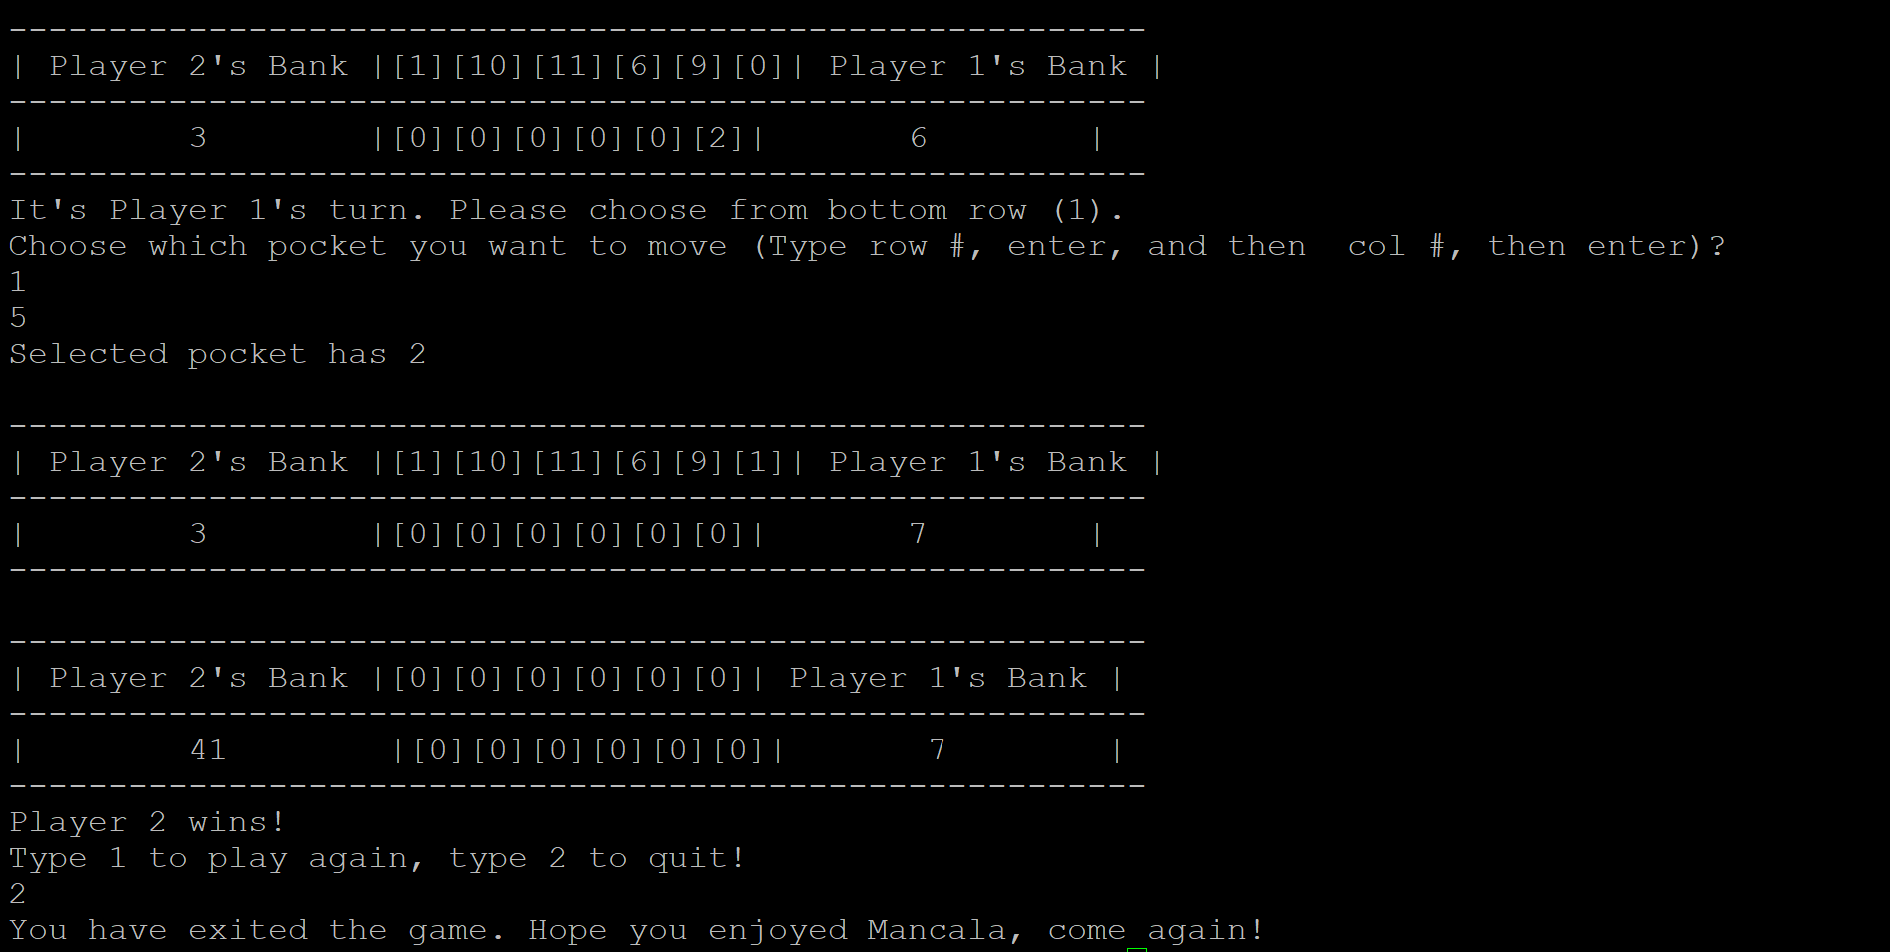 ---------------------------------------------------------
| Player 2's Bank |[1][10][11][6][9][0]| Player 1's Bank |
---------------------------------------------------------
|        3        |[0][0][0][0][0][2]|       6        |
---------------------------------------------------------
It's Player 1's turn. Please choose from bottom row (1).
Choose which pocket you want to move (Type row #, enter, and then  col #, then enter)?
1
5
Selected pocket has 2
---------------------------------------------------------
| Player 2's Bank |[1][10][11][6][9][1]| Player 1's Bank |
---------------------------------------------------------
|        3        |[0][0][0][0][0][0]|       7        |
---------------------------------------------------------
---------------------------------------------------------
| Player 2's Bank |[0][0][0][0][0][0]| Player 1's Bank |
---------------------------------------------------------
|        41        |[0][0][0][0][0][0]|       7        |
---------------------------------------------------------
Player 2 wins!
Type 1 to play again, type 2 to quit!
2
You have exited the game. Hope you enjoyed Mancala, come again!